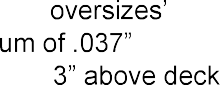 oversizes’
um of .037”
3” above deck